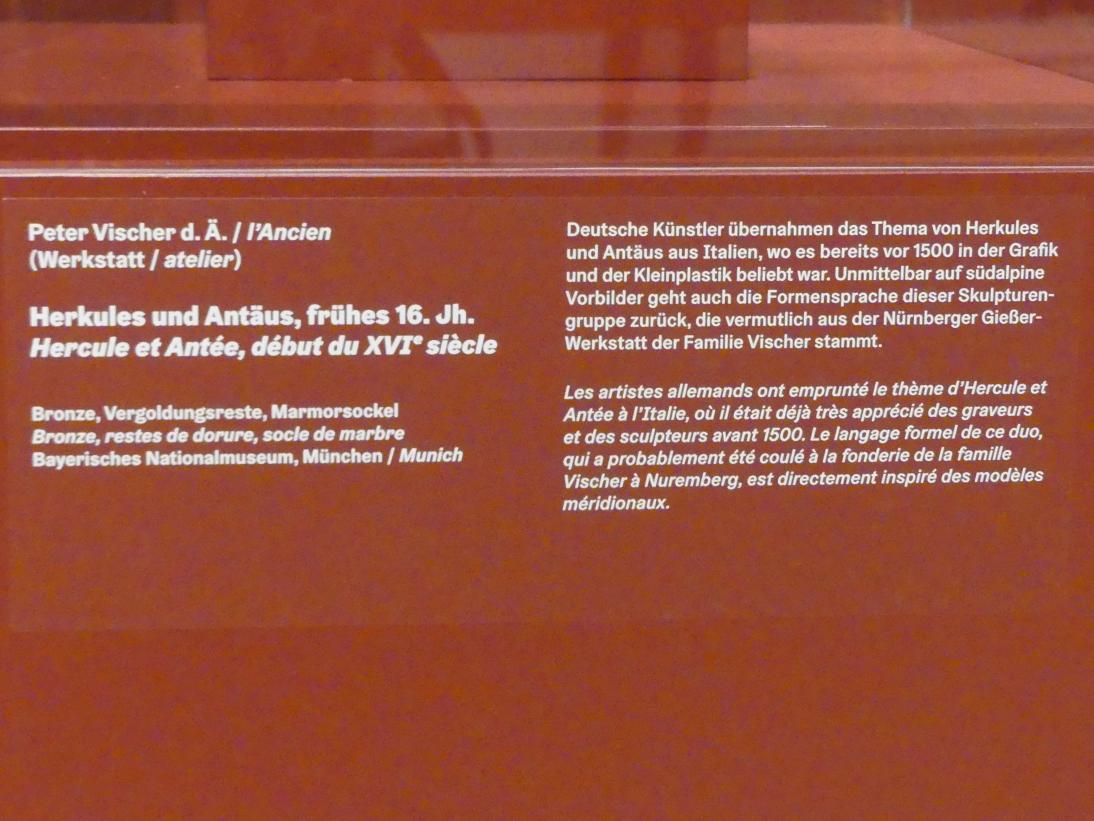 Peter Vischer d. Ä. / l'Ancien
(Werkstatt / atelier)
Herkules und Antäus, frühes 16. Jh.
Hercule et Antée, début du XVIᵉ siècle
Bronze, Vergoldungsreste, Marmorsockel
Bronze, restes de dorure, socle de marbre
Bayerisches Nationalmuseum, München / Munich
Deutsche Künstler übernahmen das Thema von Herkules
und Antäus aus Italien, wo es bereits vor 1500 in der Grafik
und der Kleinplastik beliebt war. Unmittelbar auf südalpine
Vorbilder geht auch die Formensprache dieser Skulpturen-
gruppe zurück, die vermutlich aus der Nürnberger Gießer-
Werkstatt der Familie Vischer stammt.
Les artistes allemands ont emprunté le thème d'Hercule et
Antée à l'Italie, où il était déjà très apprécié des graveurs
et des sculpteurs avant 1500. Le langage formel de ce duo,
qui a probablement été coulé à la fonderie de la famille
Vischer à Nuremberg, est directement inspiré des modèles
méridionaux.